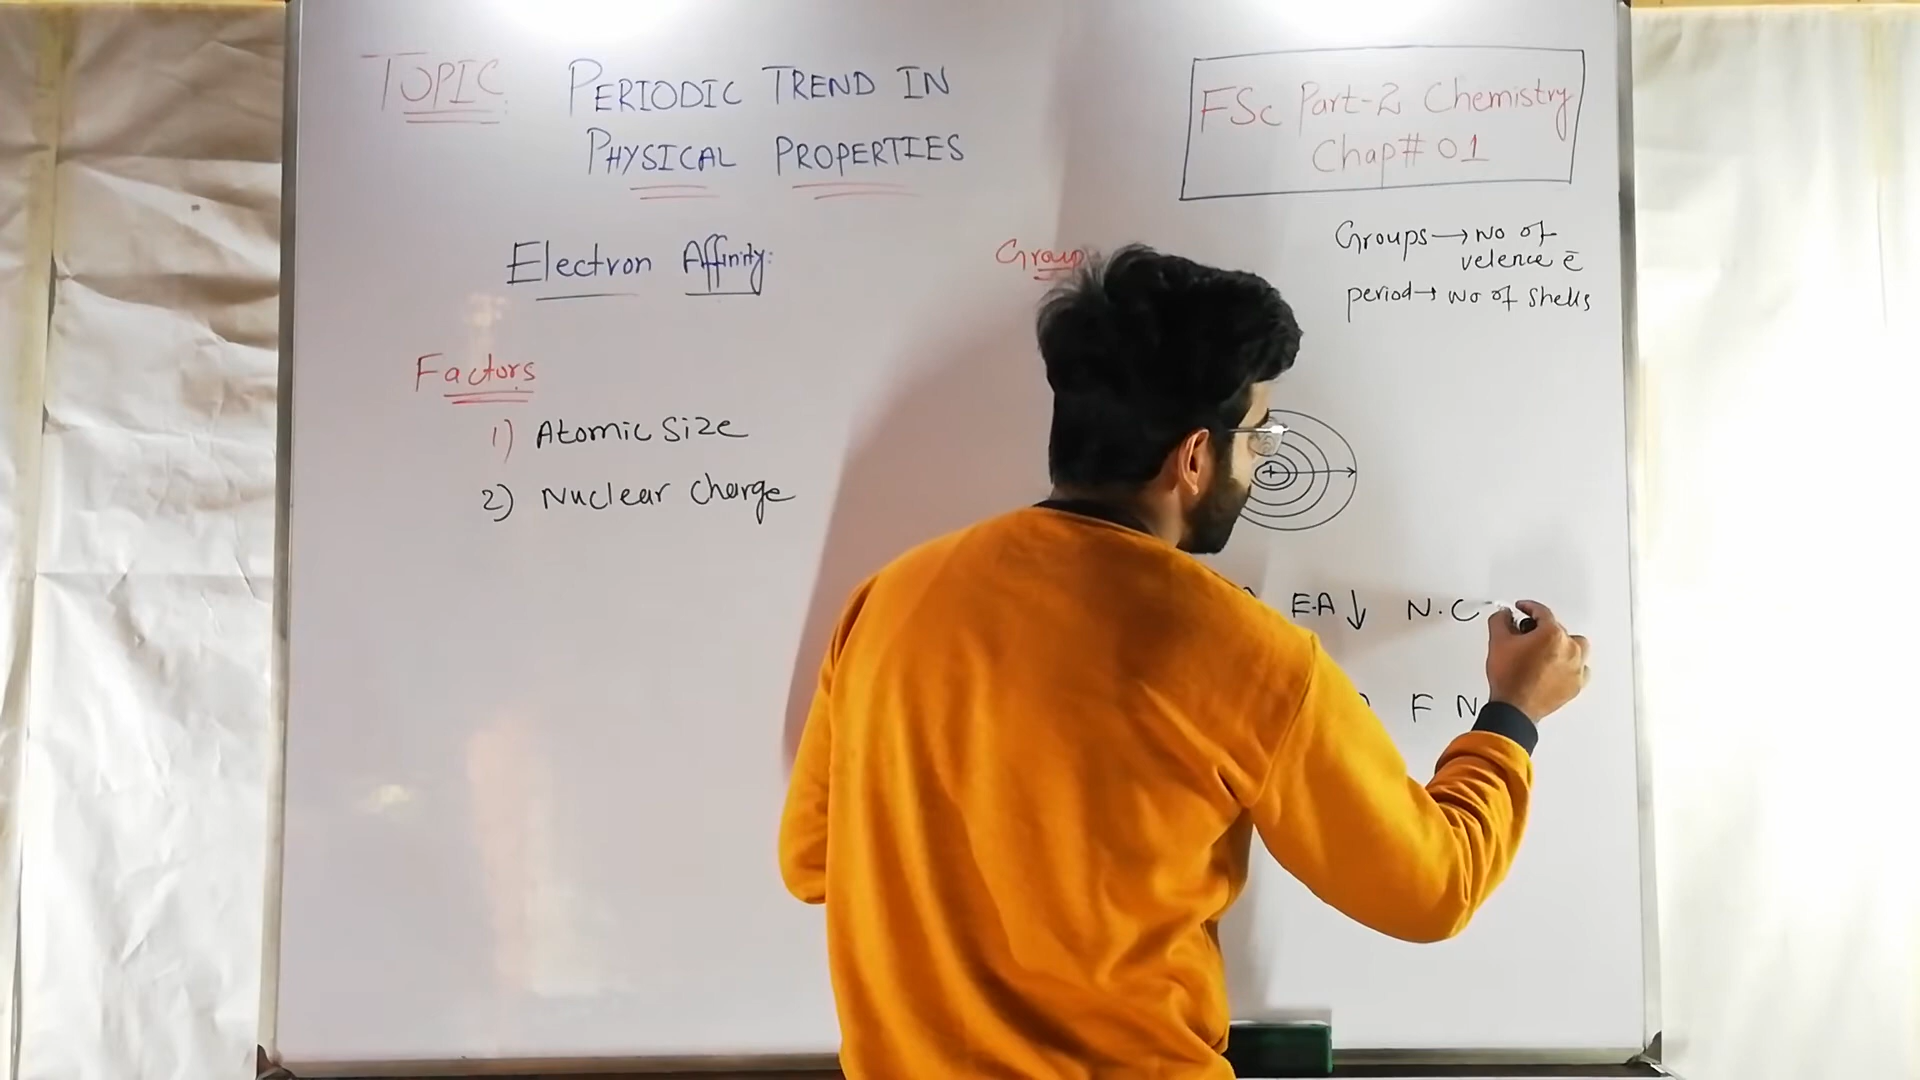 TOPIC: PERIODIC TREND IN
PHYSICAL PROPERTIES
FSc Part-2 Chemistry
Chap# 01
Electron Affinity:
Factors
1) Atomic Size
2) Nuclear Charge
Group
Groups → No of
velence ē
period → No of Shells
+
E.A ↓ N.C
F N